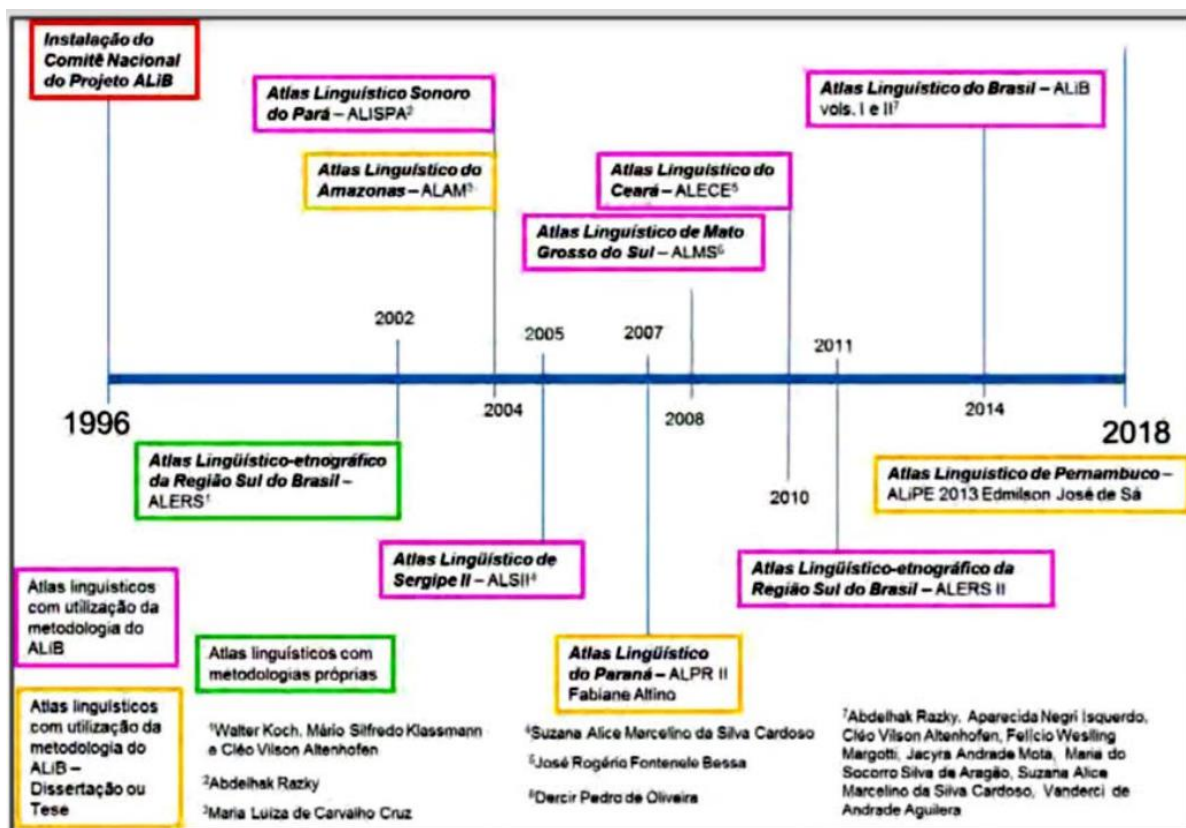 Instalação do
Comitê Nacional
do Projeto ALiB
Atlas Linguístico Sonoro
do Pará – ALISPA²
Atlas Linguístico do
Amazonas – ALAM³
Atlas Linguístico do
Ceará – ALECE⁵
Atlas Linguístico de Mato
Grosso do Sul – ALMS⁶
Atlas Linguístico do Brasil – ALiB
vols. I e II⁷
2002
2005
2007
2011
1996
2004
2008
2010
2014
2018
Atlas Lingüístico-etnográfico
da Região Sul do Brasil –
ALERS¹
Atlas Linguístico de Pernambuco –
ALiPE 2013 Edmilson José de Sá
Atlas Lingüístico de
Sergipe II – ALSII⁴
Atlas Lingüístico-etnográfico da
Região Sul do Brasil – ALERS II
Atlas Lingüístico
do Paraná – ALPR II
Fabiane Altino
Atlas linguísticos
com utilização da
metodologia do
ALiB
Atlas linguísticos com
metodologias próprias
Atlas linguísticos
com utilização da
metodologia do
ALiB –
Dissertação ou
Tese
¹Walter Koch, Mário Silfredo Klassmann
e Cléo Vilson Altenhofen
²Abdelhak Razky
³Maria Luiza de Carvalho Cruz
⁴Suzana Alice Marcelino da Silva Cardoso
⁵José Rogério Fontenele Bessa
⁶Dercir Pedro de Oliveira
⁷Abdelhak Razky, Aparecida Negri Isquerdo,
Cléo Vilson Altenhofen, Felício Wessling
Margotti, Jacyra Andrade Mota, Maria do
Socorro Silva de Aragão, Suzana Alice
Marcelino da Silva Cardoso, Vanderci de
Andrade Aguilera